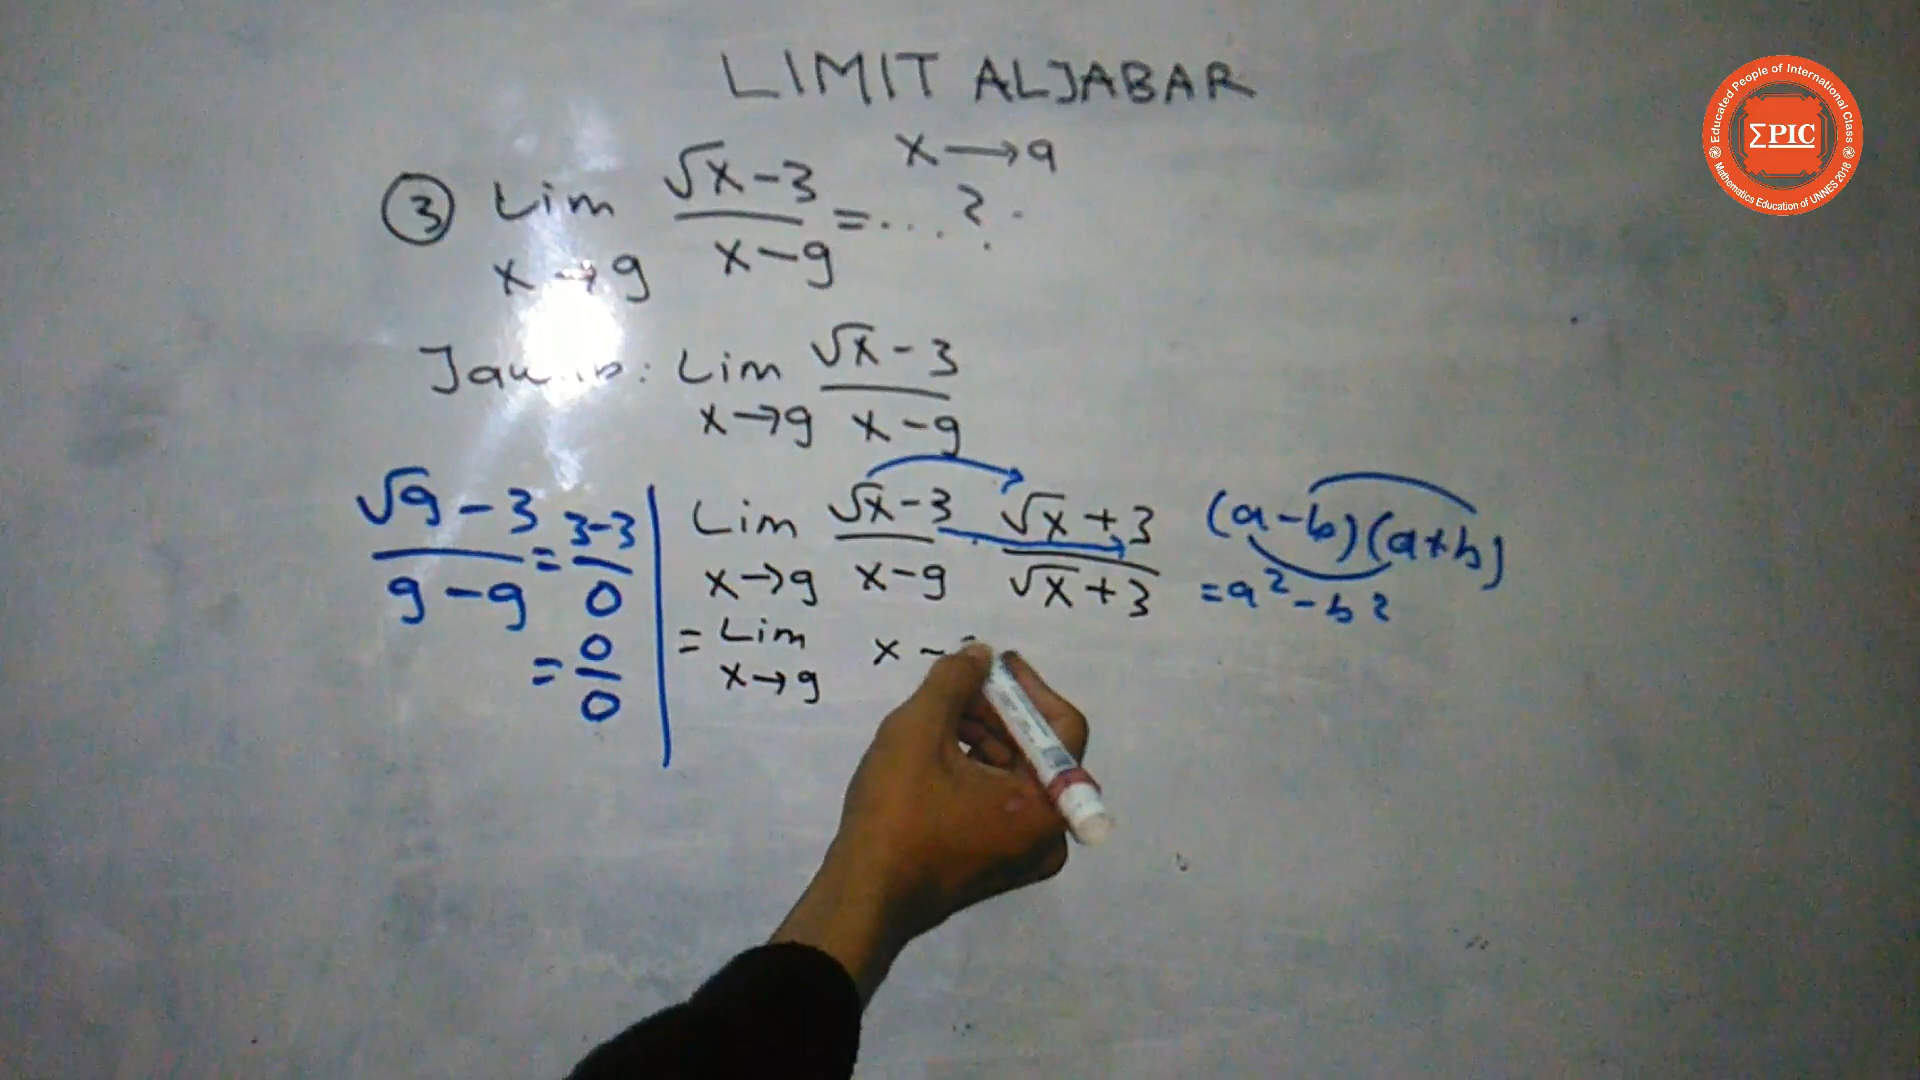 LIMIT ALJABAR
x → a
③ Lim √x - 3 = ... ?
x → 9 x - 9
Jawab: Lim √x - 3
x → 9 x - 9
√9 - 3 = 3-3
9 - 9 0
= 0
0
Lim √x - 3 √x + 3
x → 9 x - 9 √x + 3
(a - b) (a + b)
= a² - b²
= Lim x -
x → 9
Educated People of International Class
ΣPIC
Mathematics Education of UNNES 2018